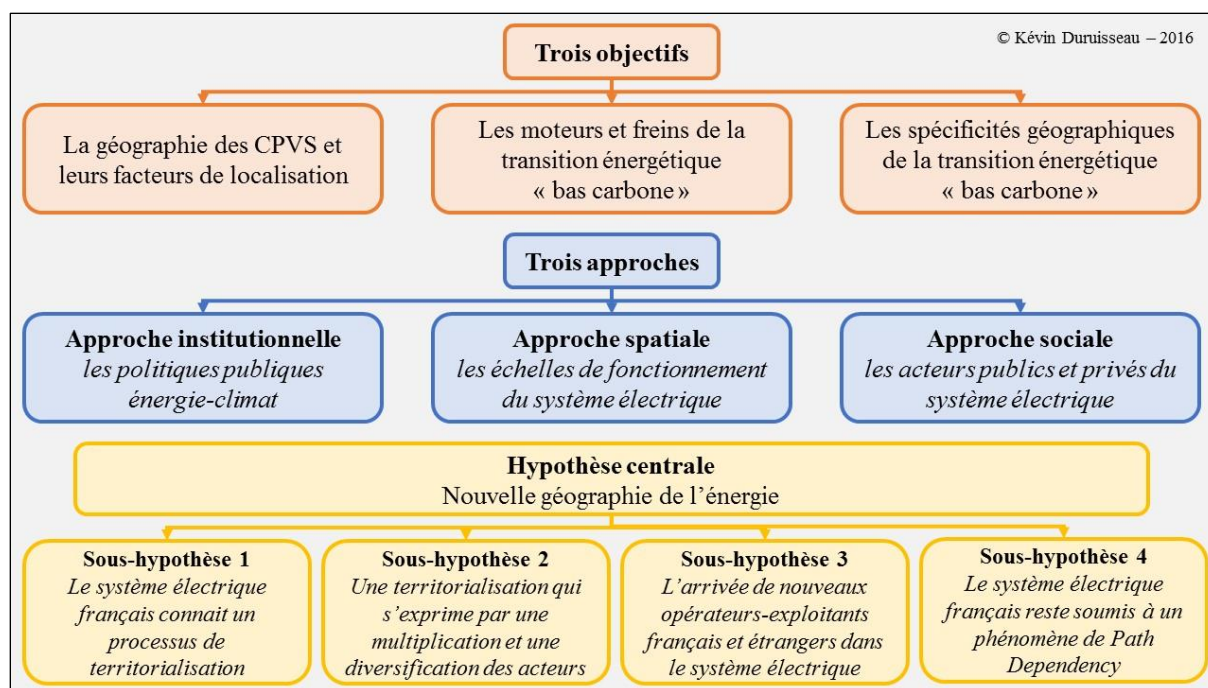 © Kévin Duruisseau – 2016
Trois objectifs
La géographie des CPVS et
leurs facteurs de localisation
Les moteurs et freins de la
transition énergétique
« bas carbone »
Les spécificités géographiques
de la transition énergétique
« bas carbone »
Trois approches
Approche institutionnelle
les politiques publiques
énergie-climat
Approche spatiale
les échelles de fonctionnement
du système électrique
Approche sociale
les acteurs publics et privés du
système électrique
Hypothèse centrale
Nouvelle géographie de l’énergie
Sous-hypothèse 1
Le système électrique
français connait un
processus de
territorialisation
Sous-hypothèse 2
Une territorialisation qui
s’exprime par une
multiplication et une
diversification des acteurs
Sous-hypothèse 3
L’arrivée de nouveaux
opérateurs-exploitants
français et étrangers dans
le système électrique
Sous-hypothèse 4
Le système électrique
français reste soumis à un
phénomène de Path
Dependency